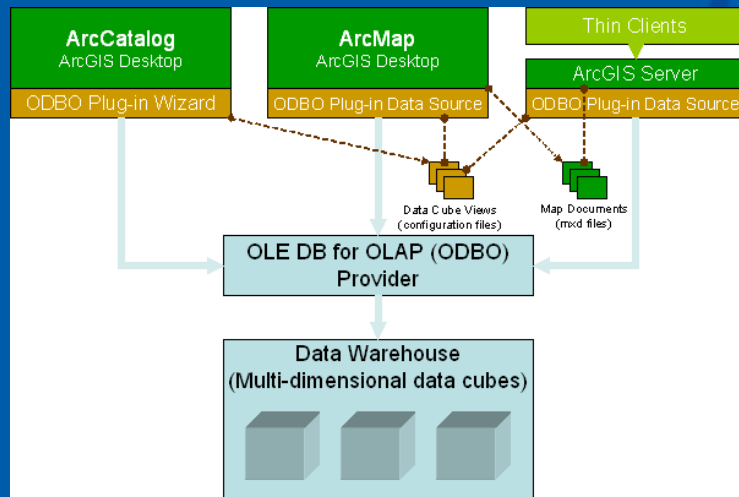 ArcCatalog
ArcGIS Desktop
ODBO Plug-in Wizard
ArcMap
ArcGIS Desktop
ODBO Plug-in Data Source
Thin Clients
ArcGIS Server
ODBO Plug-in Data Source
Data Cube Views
(configuration files)
Map Documents
(mxd files)
OLE DB for OLAP (ODBO)
Provider
Data Warehouse
(Multi-dimensional data cubes)